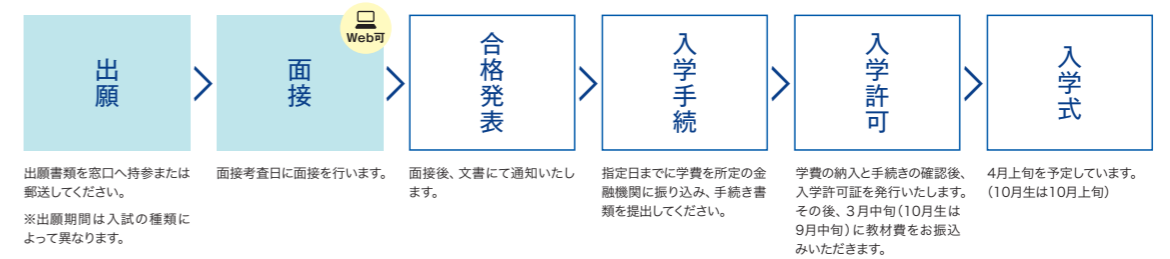 出願
Web可
面接
合格発表
入学手続
入学許可
入学式
出願書類を窓口へ持参または
郵送してください。
※出願期間は入試の種類に
よって異なります。
面接考査日に面接を行います。
面接後、文書にて通知いたし
ます。
指定日までに学費を所定の金
融機関に振り込み、手続き書
類を提出してください。
学費の納入と手続きの確認後、
入学許可証を発行いたします。
その後、3月中旬(10月生は
9月中旬)に教材費をお振込
みいただきます。
4月上旬を予定しています。
(10月生は10月上旬)